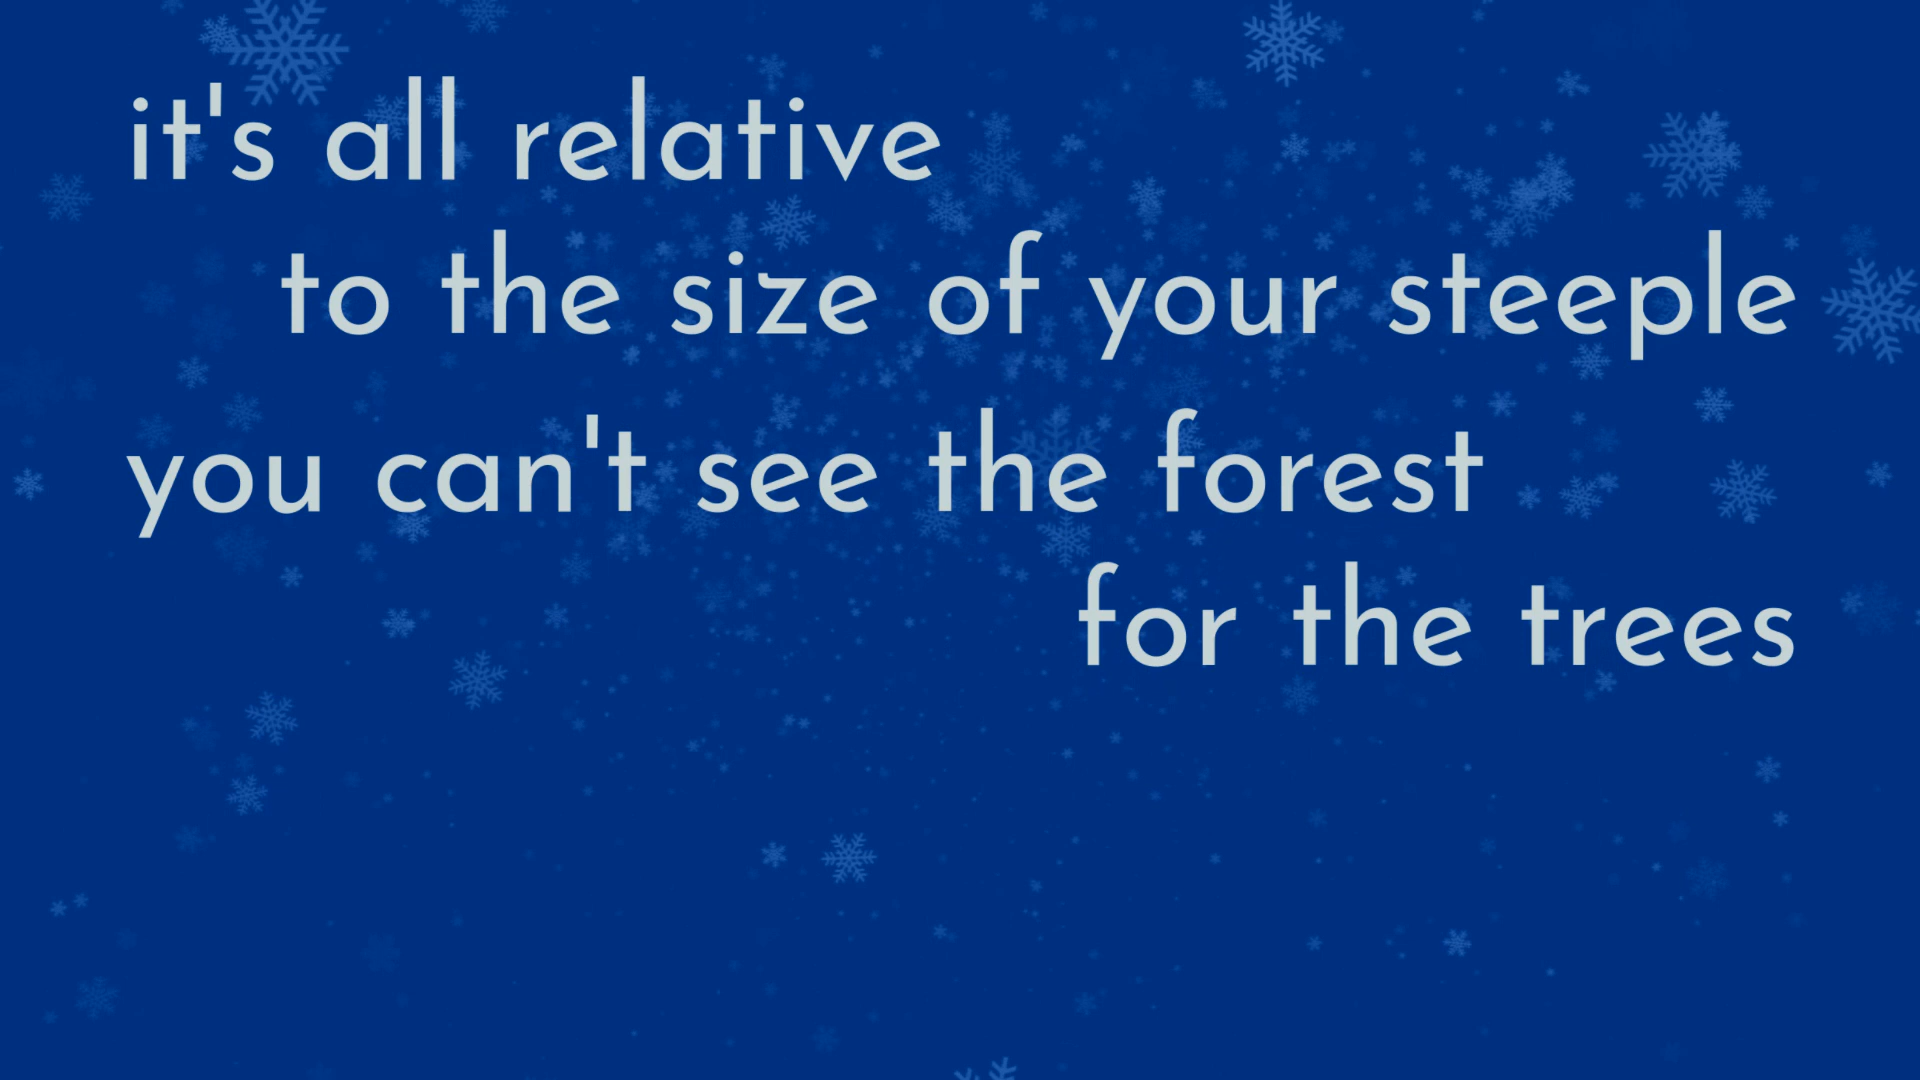 it's all relative
to the size of your steeple
you can't see the forest
for the trees